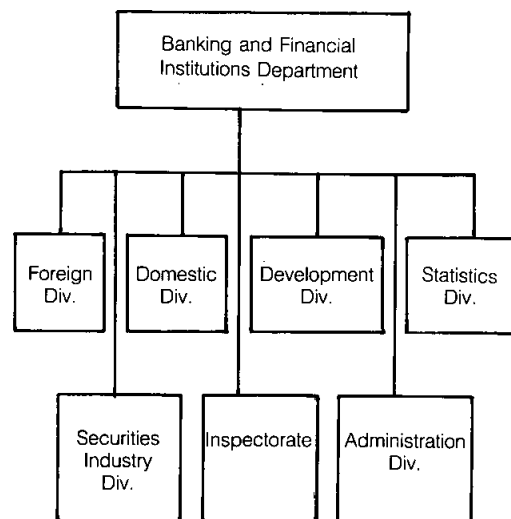 Banking and Financial
Institutions Department
Foreign
Div.
Domestic
Div.
Development
Div.
Statistics
Div.
Securities
Industry
Div.
Inspectorate
Administration
Div.